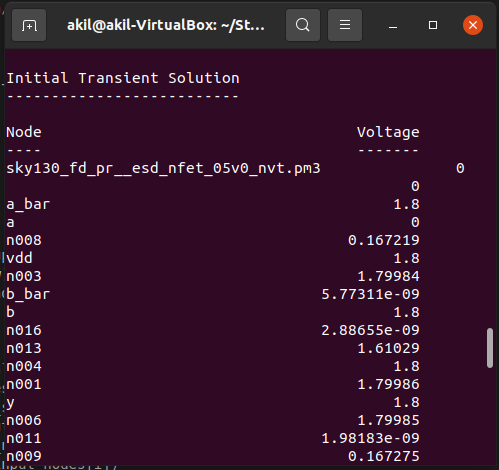 akil@akil-VirtualBox: ~/St...
Initial Transient Solution
--------------------------
Node Voltage
---- -------
sky130_fd_pr__esd_nfet_05v0_nvt.pm3 0
0
a_bar 1.8
a 0
n008 0.167219
vdd 1.8
n003 1.79984
b_bar 5.77311e-09
b 1.8
n016 2.88655e-09
n013 1.61029
n004 1.8
n001 1.79986
y 1.8
n006 1.79985
n011 1.98183e-09
n009 0.167275